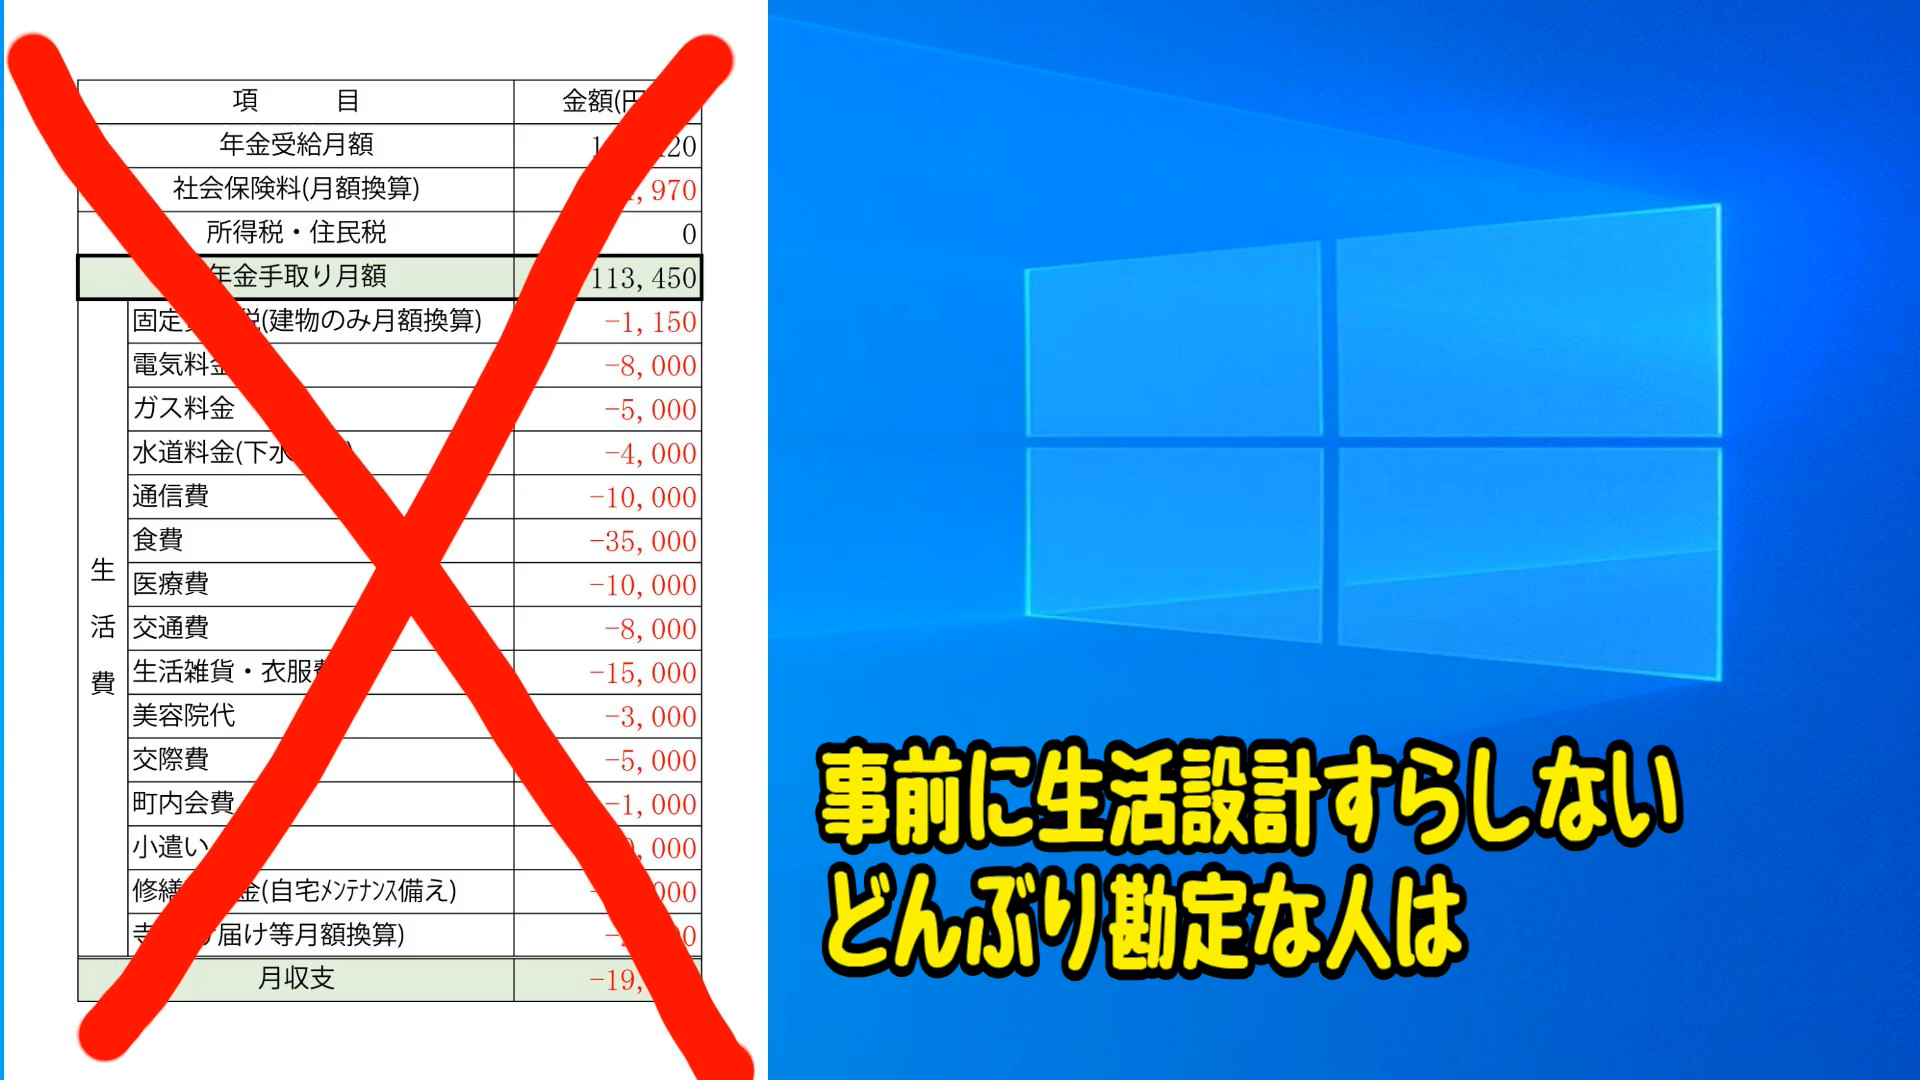 項 目 金額(円
年金受給月額 20
社会保険料(月額換算) ,970
所得税・住民税 0
年金手取り月額 113,450
生活費
固定 税(建物のみ月額換算) -1,150
電気料金 -8,000
ガス料金 -5,000
水道料金(下水 ) -4,000
通信費 -10,000
食費 -35,000
医療費 -10,000
交通費 -8,000
生活雑貨・衣服費 -15,000
美容院代 -3,000
交際費 -5,000
町内会費 -1,000
小遣い ,000
修繕 金(自宅ﾒﾝﾃﾅﾝｽ備え) 000
届け等月額換算)
月収支 -19,
事前に生活設計すらしない
どんぶり勘定な人は